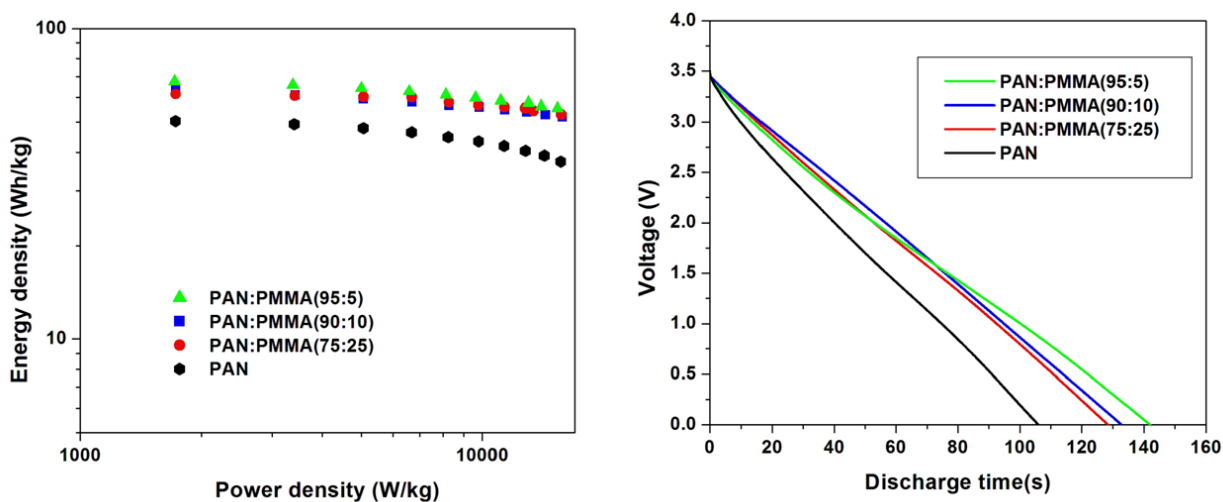 100
10
1000
10000
Energy density (Wh/kg)
Power density (W/kg)
PAN:PMMA(95:5)
PAN:PMMA(90:10)
PAN:PMMA(75:25)
PAN
4.0
3.5
3.0
2.5
2.0
1.5
1.0
0.5
0.0
0
20
40
60
80
100
120
140
160
Voltage (V)
Discharge time(s)
PAN:PMMA(95:5)
PAN:PMMA(90:10)
PAN:PMMA(75:25)
PAN